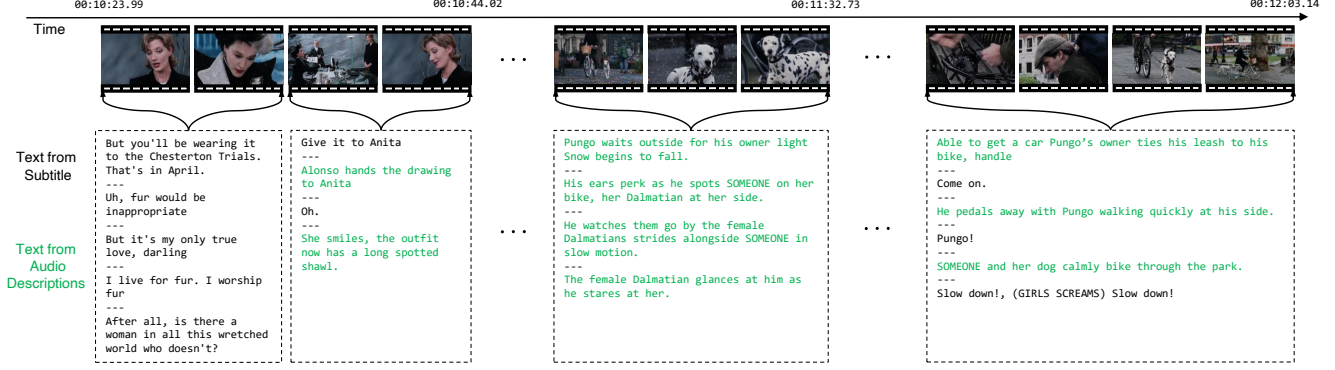 00:10:23.99
00:10:44.02
00:11:32.73
00:12:03.14
Time
Text from
Subtitle
Text from
Audio
Descriptions
But you'll be wearing it
to the Chesterton Trials.
That's in April.
---
Uh, fur would be
inappropriate
---
But it's my only true
love, darling
---
I live for fur. I worship
fur
---
After all, is there a
woman in all this wretched
world who doesn't?
Give it to Anita
---
Alonso hands the drawing
to Anita
---
Oh.
---
She smiles, the outfit
now has a long spotted
shawl.
...
...
Pungo waits outside for his owner light
Snow begins to fall.
---
His ears perk as he spots SOMEONE on her
bike, her Dalmatian at her side.
---
He watches them go by the female
Dalmatians strides alongside SOMEONE in
slow motion.
---
The female Dalmatian glances at him as
he stares at her.
...
...
Able to get a car Pungo's owner ties his leash to his
bike, handle
---
Come on.
---
He pedals away with Pungo walking quickly at his side.
---
Pungo!
---
SOMEONE and her dog calmly bike through the park.
---
Slow down!, (GIRLS SCREAMS) Slow down!